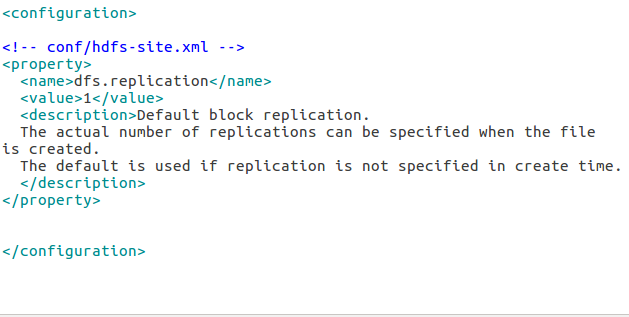 <configuration>
<!-- conf/hdfs-site.xml -->
<property>
  <name>dfs.replication</name>
  <value>1</value>
  <description>Default block replication.
  The actual number of replications can be specified when the file
is created.
  The default is used if replication is not specified in create time.
  </description>
</property>
</configuration>